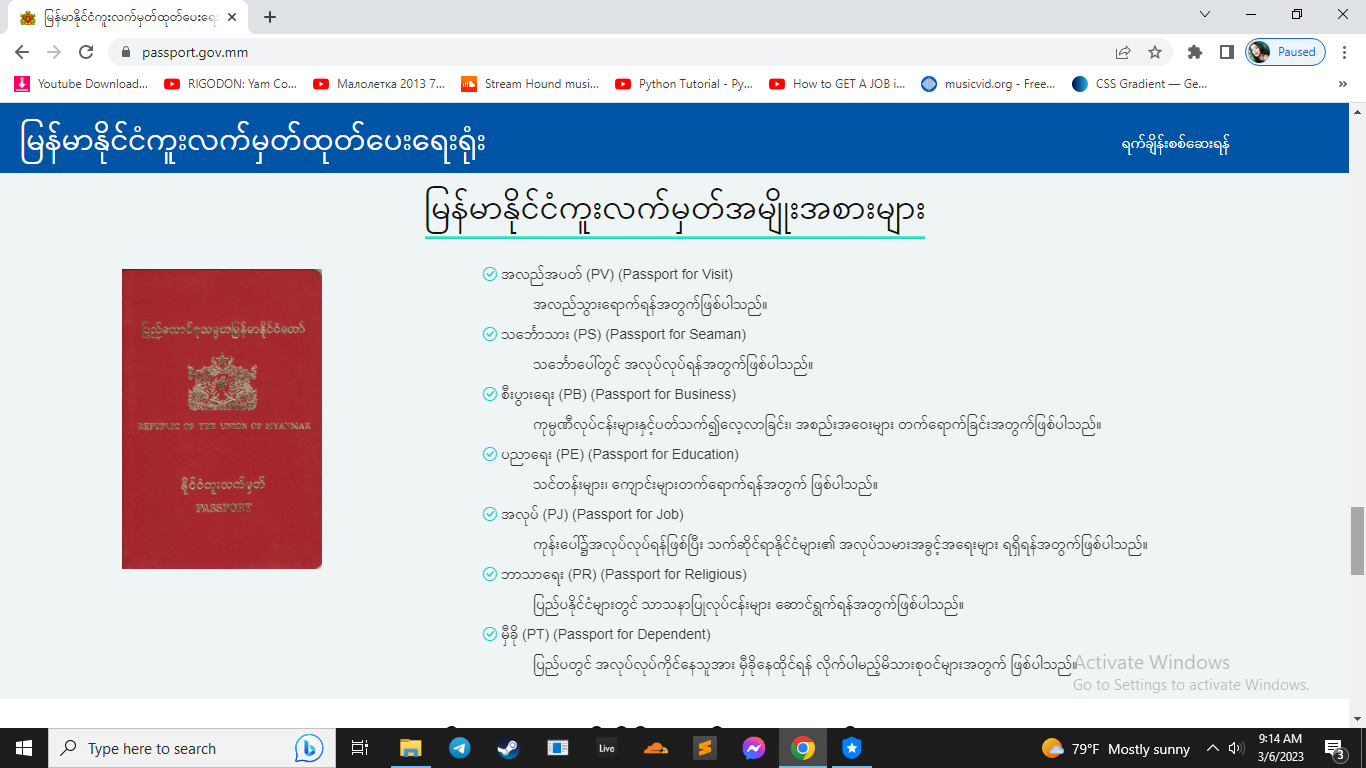 မြန်မာနိုင်ငံကူးလက်မှတ်ထုတ်ပေးရေး
passport.gov.mm
Paused
Youtube Download...
RIGODON: Yam Co...
Малолетка 2013 7...
Stream Hound musi...
Python Tutorial - Py...
How to GET A JOB i...
musicvid.org - Free...
CSS Gradient — Ge...
မြန်မာနိုင်ငံကူးလက်မှတ်ထုတ်ပေးရေးရုံး
ရက်ချိန်းစစ်ဆေးရန်
မြန်မာနိုင်ငံကူးလက်မှတ်အမျိုးအစားများ
ပြည်ထောင်စုသမ္မတမြန်မာနိုင်ငံတော်
REPUBLIC OF THE UNION OF MYANMAR
နိုင်ငံကူးလက်မှတ်
PASSPORT
အလည်အပတ် (PV) (Passport for Visit)
အလည်သွားရောက်ရန်အတွက်ဖြစ်ပါသည်။
သင်္ဘောသား (PS) (Passport for Seaman)
သင်္ဘောပေါ်တွင် အလုပ်လုပ်ရန်အတွက်ဖြစ်ပါသည်။
စီးပွားရေး (PB) (Passport for Business)
ကုမ္ပဏီလုပ်ငန်းများနှင့်ပတ်သက်၍လေ့လာခြင်း၊ အစည်းအဝေးများ တက်ရောက်ခြင်းအတွက်ဖြစ်ပါသည်။
ပညာရေး (PE) (Passport for Education)
သင်တန်းများ၊ ကျောင်းများတက်ရောက်ရန်အတွက် ဖြစ်ပါသည်။
အလုပ် (PJ) (Passport for Job)
ကုန်းပေါ်၌အလုပ်လုပ်ရန်ဖြစ်ပြီး သက်ဆိုင်ရာနိုင်ငံများ၏ အလုပ်သမားအခွင့်အရေးများ ရရှိရန်အတွက်ဖြစ်ပါသည်။
ဘာသာရေး (PR) (Passport for Religious)
ပြည်ပနိုင်ငံများတွင် သာသနာပြုလုပ်ငန်းများ ဆောင်ရွက်ရန်အတွက်ဖြစ်ပါသည်။
မှီခို (PT) (Passport for Dependent)
ပြည်ပတွင် အလုပ်လုပ်ကိုင်နေသူအား မှီခိုနေထိုင်ရန် လိုက်ပါမည့်မိသားစုဝင်များအတွက် ဖြစ်ပါသည်။
Activate Windows
Go to Settings to activate Windows.
Type here to search
Live
79°F Mostly sunny
9:14 AM
3/6/2023
3